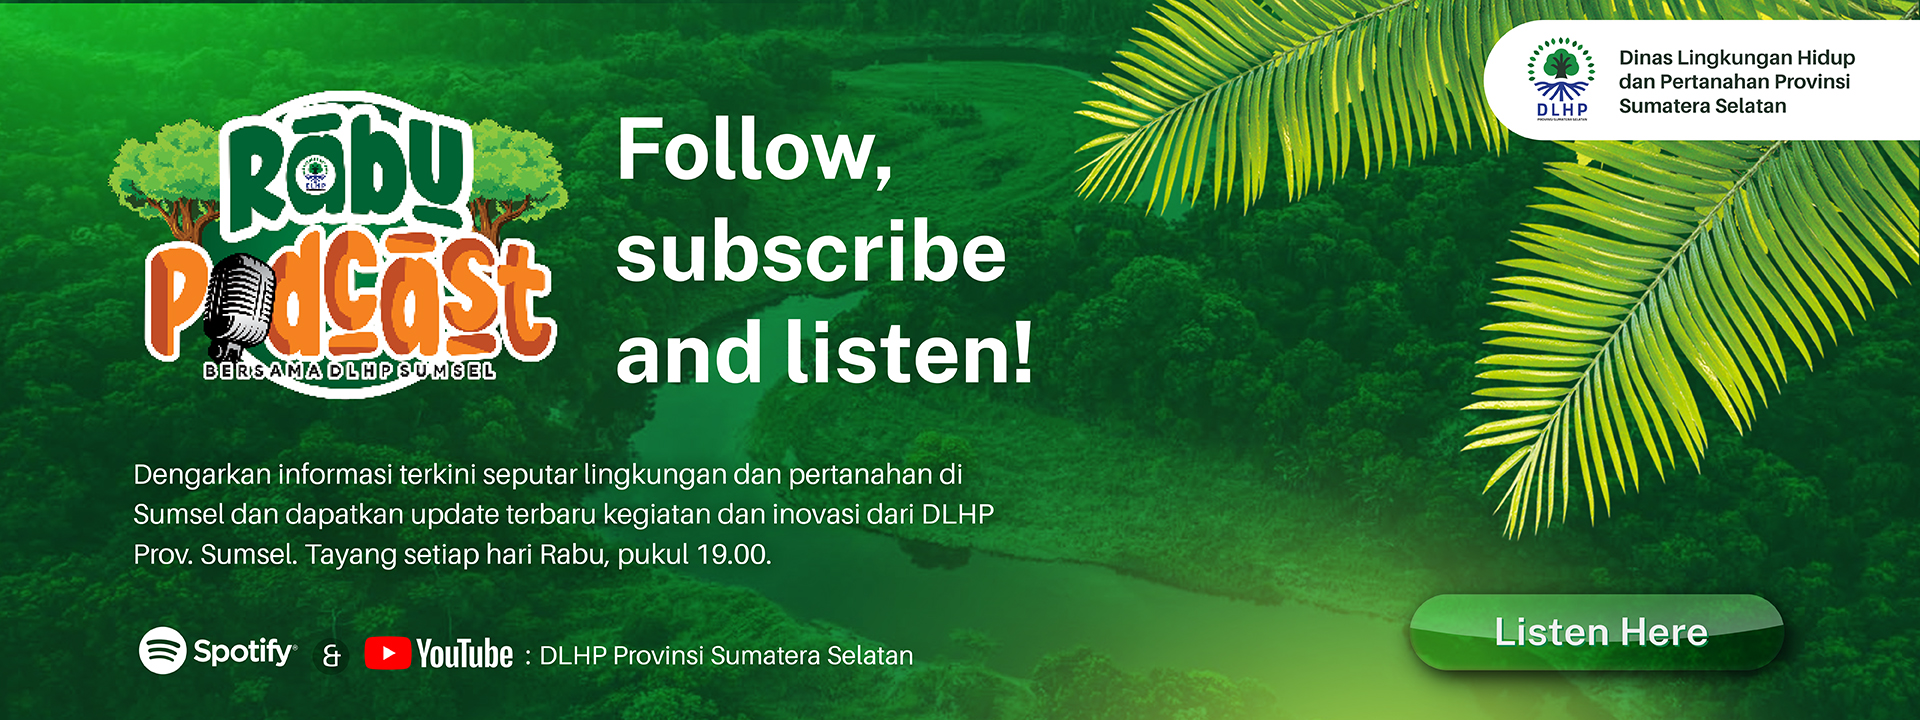 Rabu
Podcast
BERSAMA DLHP SUMSEL
Follow,
subscribe
and listen!
DLHP
Dinas Lingkungan Hidup
dan Pertanahan Provinsi
Sumatera Selatan
Dengarkan informasi terkini seputar lingkungan dan pertanahan di
Sumsel dan dapatkan update terbaru kegiatan dan inovasi dari DLHP
Prov. Sumsel. Tayang setiap hari Rabu, pukul 19.00.
Spotify & YouTube : DLHP Provinsi Sumatera Selatan
Listen Here